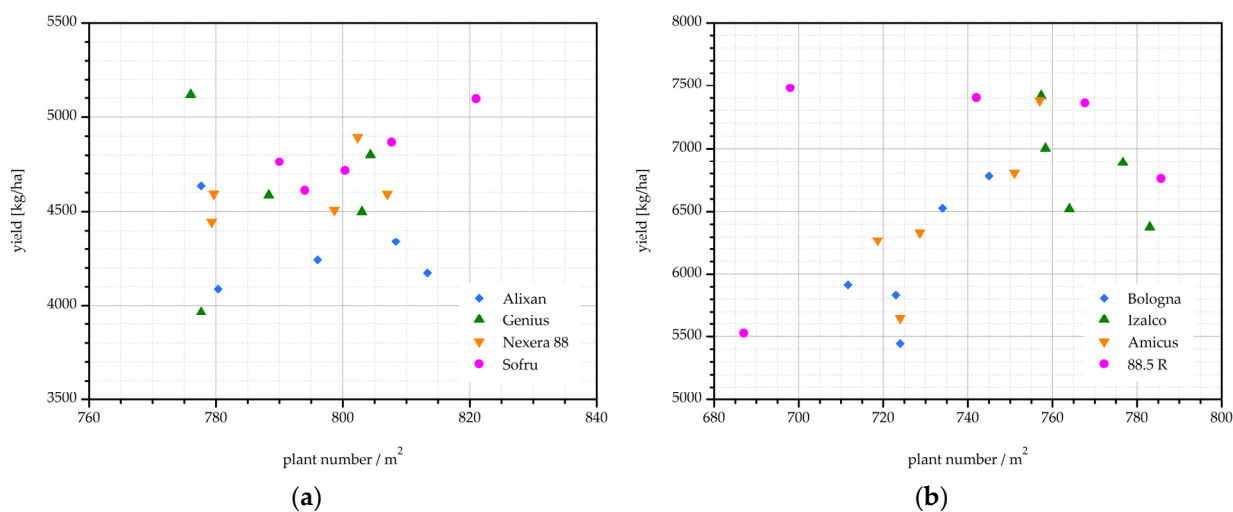 5500
5000
4500
4000
3500
yield [kg/ha]
760 780 800 820 840
plant number / m²
Alixan
Genius
Nexera 88
Sofru
(a)
8000
7500
7000
6500
6000
5500
5000
yield [kg/ha]
680 700 720 740 760 780 800
plant number / m²
Bologna
Izalco
Amicus
88.5 R
(b)